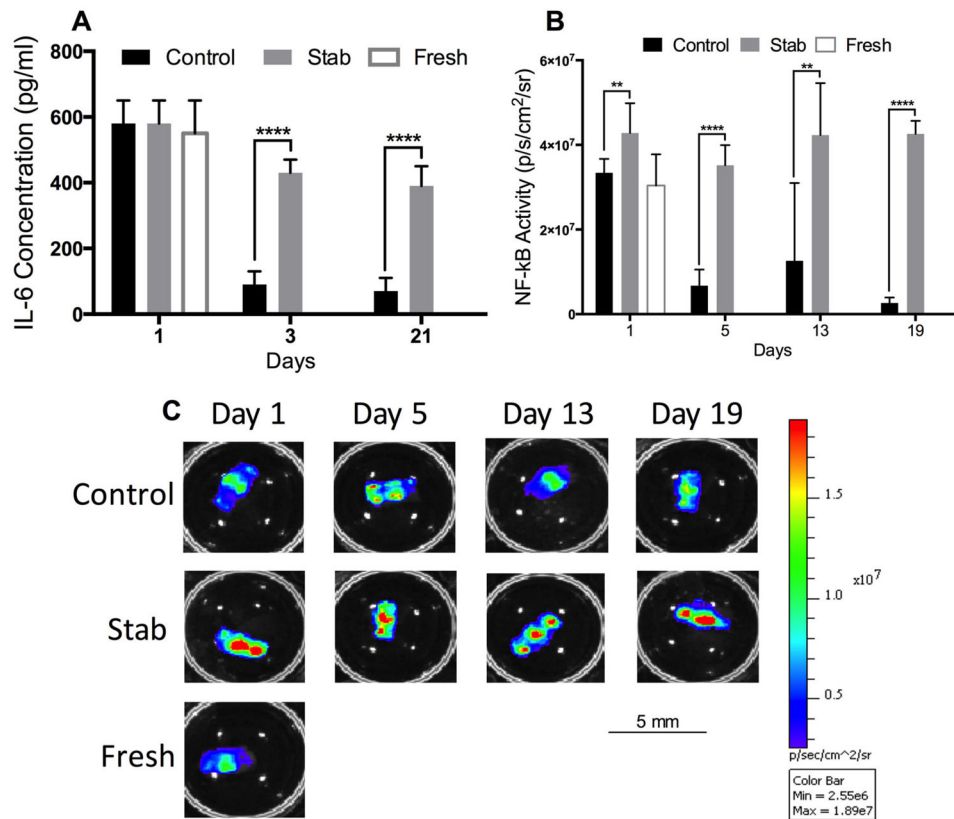 A
Control Stab Fresh
IL-6 Concentration (pg/ml)
800
600
400
200
0
****
****
1 3 21
Days
B
Control Stab Fresh
NF-kB Activity (p/s/cm²/sr)
6×10⁷
4×10⁷
2×10⁷
0
**
****
**
****
1 5 13 19
Days
C
Day 1 Day 5 Day 13 Day 19
Control
Stab
Fresh
5 mm
1.5
1.0
x10⁷
0.5
p/sec/cm^2/sr
Color Bar
Min = 2.55e6
Max = 1.89e7